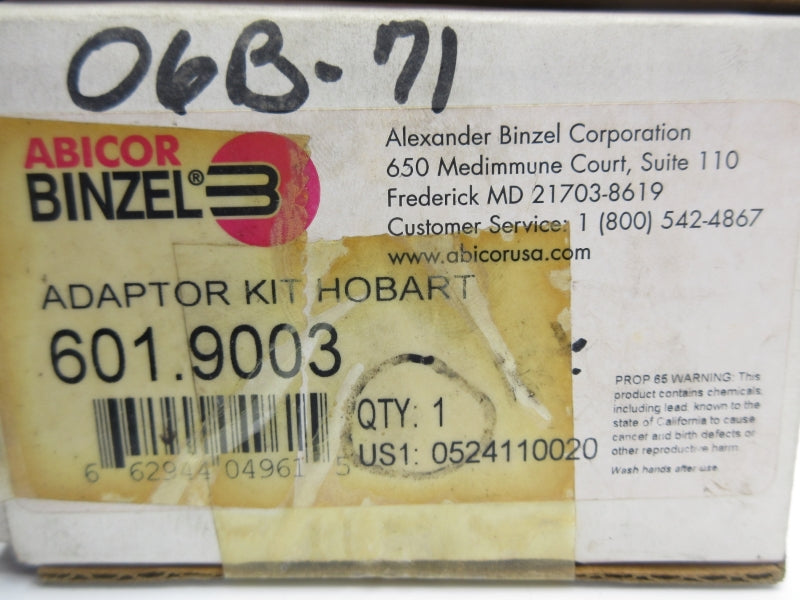 06B-71
ABICOR
BINZEL®
Alexander Binzel Corporation
650 Medimmune Court, Suite 110
Frederick MD 21703-8619
Customer Service: 1 (800) 542-4867
www.abicorusa.com
ADAPTOR KIT HOBART
601.9003
QTY: 1
US1: 0524110020
6 62944 04961 5
PROP 65 WARNING: This
product contains chemicals,
including lead, known to the
state of California to cause
cancer and birth defects or
other reproductive harm.
Wash hands after use.